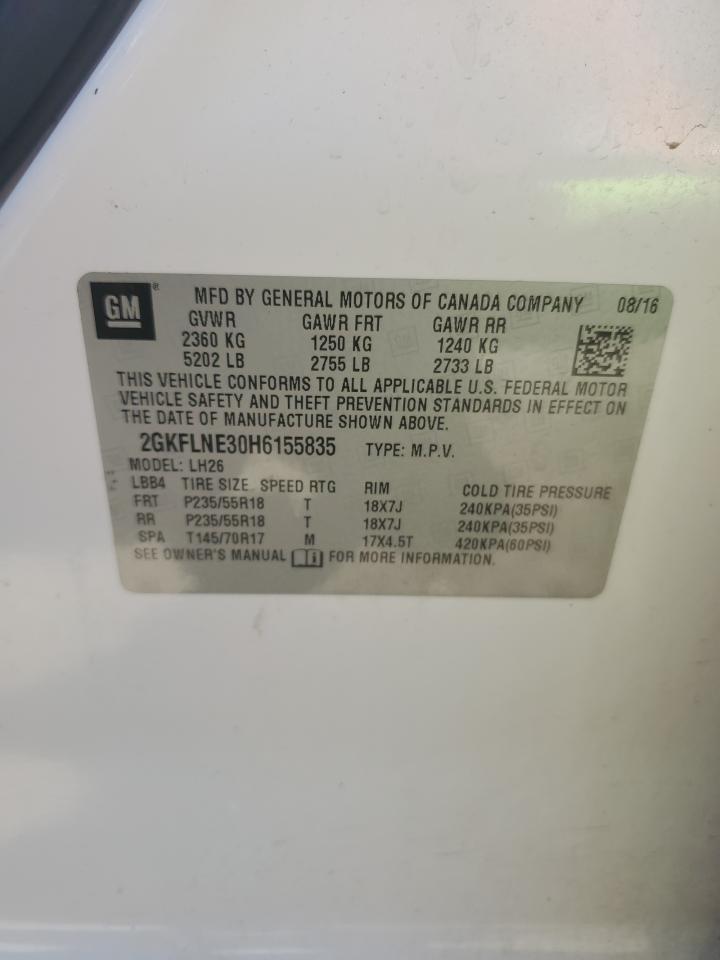 GM ® MFD BY GENERAL MOTORS OF CANADA COMPANY 08/16
GVWR GAWR FRT GAWR RR
2360 KG 1250 KG 1240 KG
5202 LB 2755 LB 2733 LB
THIS VEHICLE CONFORMS TO ALL APPLICABLE U.S. FEDERAL MOTOR
VEHICLE SAFETY AND THEFT PREVENTION STANDARDS IN EFFECT ON
THE DATE OF MANUFACTURE SHOWN ABOVE.
2GKFLNE30H6155835 TYPE: M.P.V.
MODEL: LH26
LBB4 TIRE SIZE SPEED RTG RIM COLD TIRE PRESSURE
FRT P235/55R18 T 18X7J 240KPA(35PSI)
RR P235/55R18 T 18X7J 240KPA(35PSI)
SPA T145/70R17 M 17X4.5T 420KPA(60PSI)
SEE OWNER'S MANUAL FOR MORE INFORMATION.